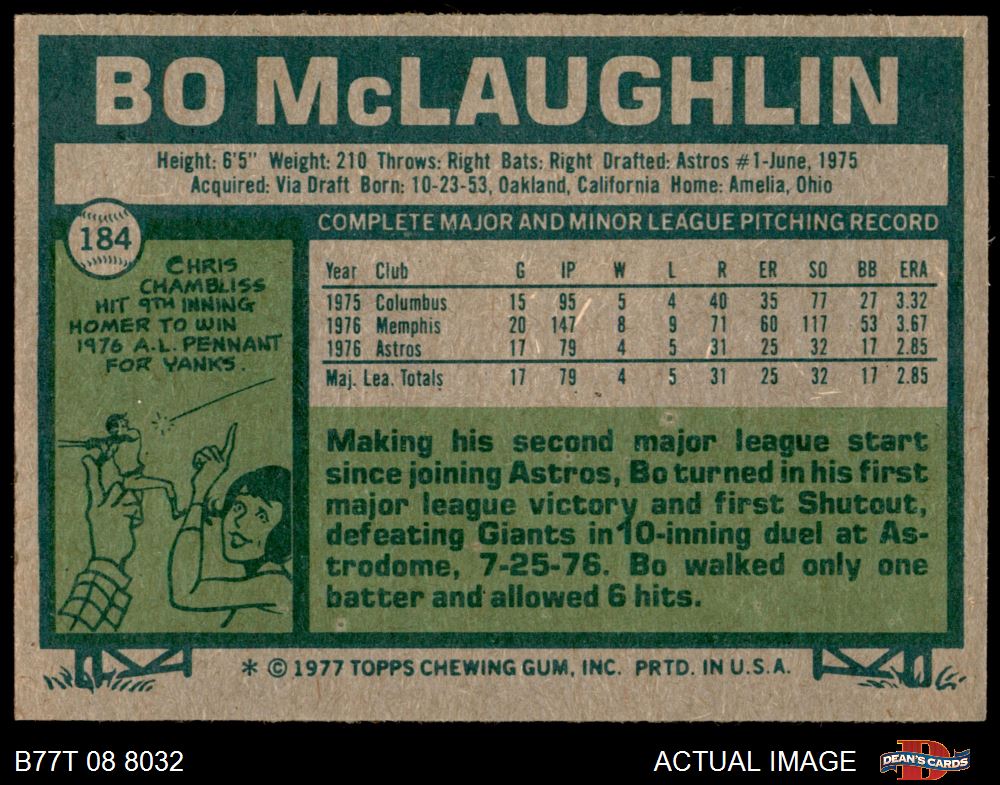 BO McLAUGHLIN
Height: 6'5" Weight: 210 Throws: Right Bats: Right Drafted: Astros #1-June, 1975
Acquired: Via Draft Born: 10-23-53, Oakland, California Home: Amelia, Ohio
184
COMPLETE MAJOR AND MINOR LEAGUE PITCHING RECORD
CHRIS
CHAMBLISS
HIT 9TH INNING
HOMER TO WIN
1976 A.L. PENNANT
FOR YANKS.
Year Club G IP W L R ER SO BB ERA
1975 Columbus 15 95 5 4 40 35 77 27 3.32
1976 Memphis 20 147 8 9 71 60 117 53 3.67
1976 Astros 17 79 4 5 31 25 32 17 2.85
Maj. Lea. Totals 17 79 4 5 31 25 32 17 2.85
Making his second major league start
since joining Astros, Bo turned in his first
major league victory and first Shutout,
defeating Giants in 10-inning duel at As-
trodome, 7-25-76. Bo walked only one
batter and allowed 6 hits.
* © 1977 TOPPS CHEWING GUM, INC. PRTD. IN U.S.A.
B77T 08 8032
ACTUAL IMAGE
D
DEAN'S CARDS